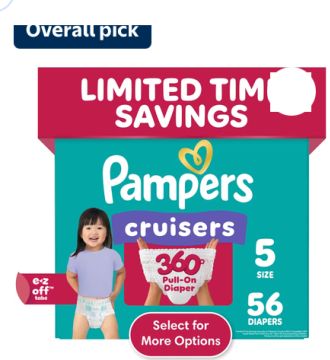 Overall pick
LIMITED TIM
SAVINGS
Pampers
cruisers
360°
Pull-On
Diaper
5
SIZE
e•z
off™
tabs
56
DIAPERS
Select for
More Options